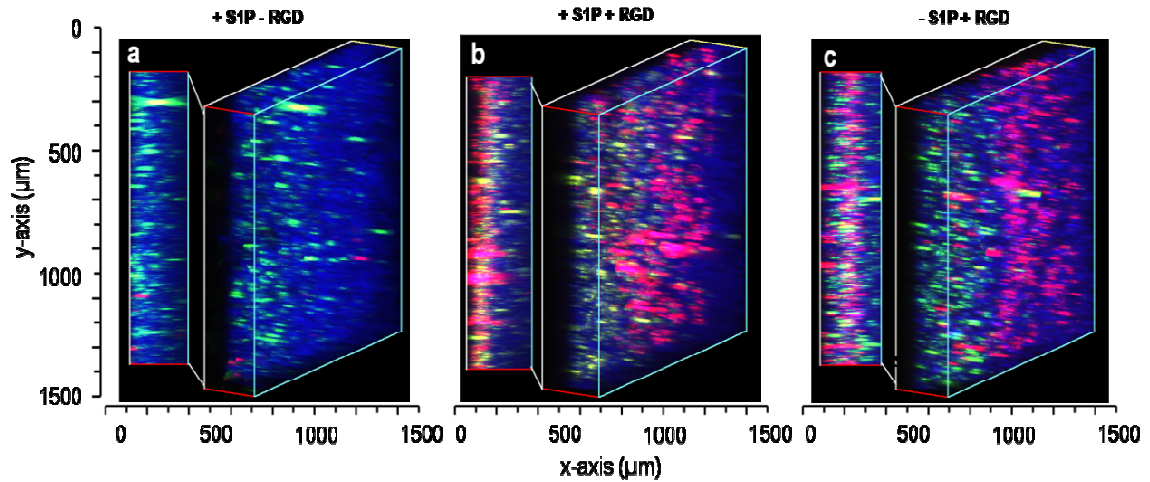 + S1P - RGD
+ S1P + RGD
- S1P + RGD
a
b
c
0
500
1000
1500
y-axis (µm)
0 500 1000 1500
0 500 1000 1500
0 500 1000 1500
x-axis (µm)